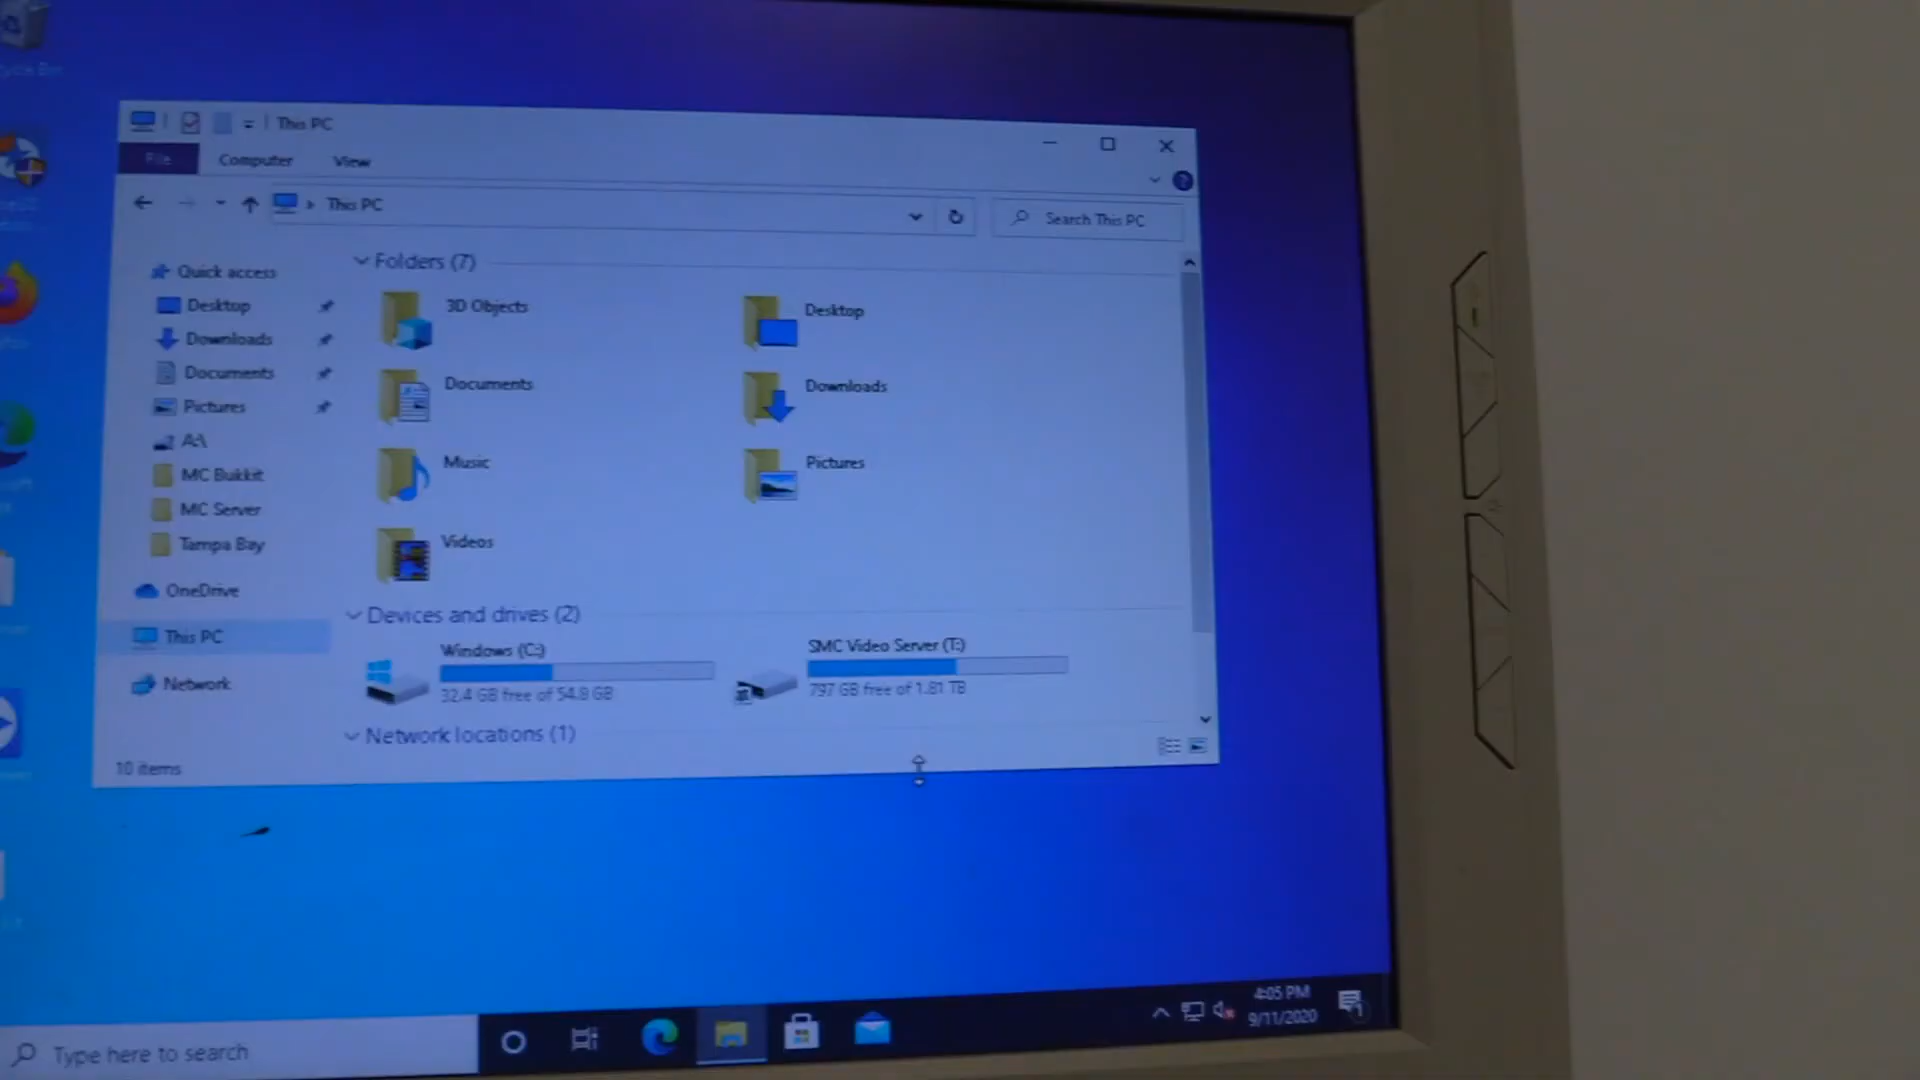 This PC
File Computer View
This PC
Search This PC
Quick access
Desktop
Downloads
Documents
Pictures
A:\
MC Bukkit
MC Server
Tampa Bay
OneDrive
This PC
Network
Folders (7)
3D Objects
Desktop
Documents
Downloads
Music
Pictures
Videos
Devices and drives (2)
Windows (C:)
32.4 GB free of 54.8 GB
SMC Video Server (T:)
797 GB free of 1.81 TB
Network locations (1)
10 items
Type here to search
4:05 PM
9/11/2020
1